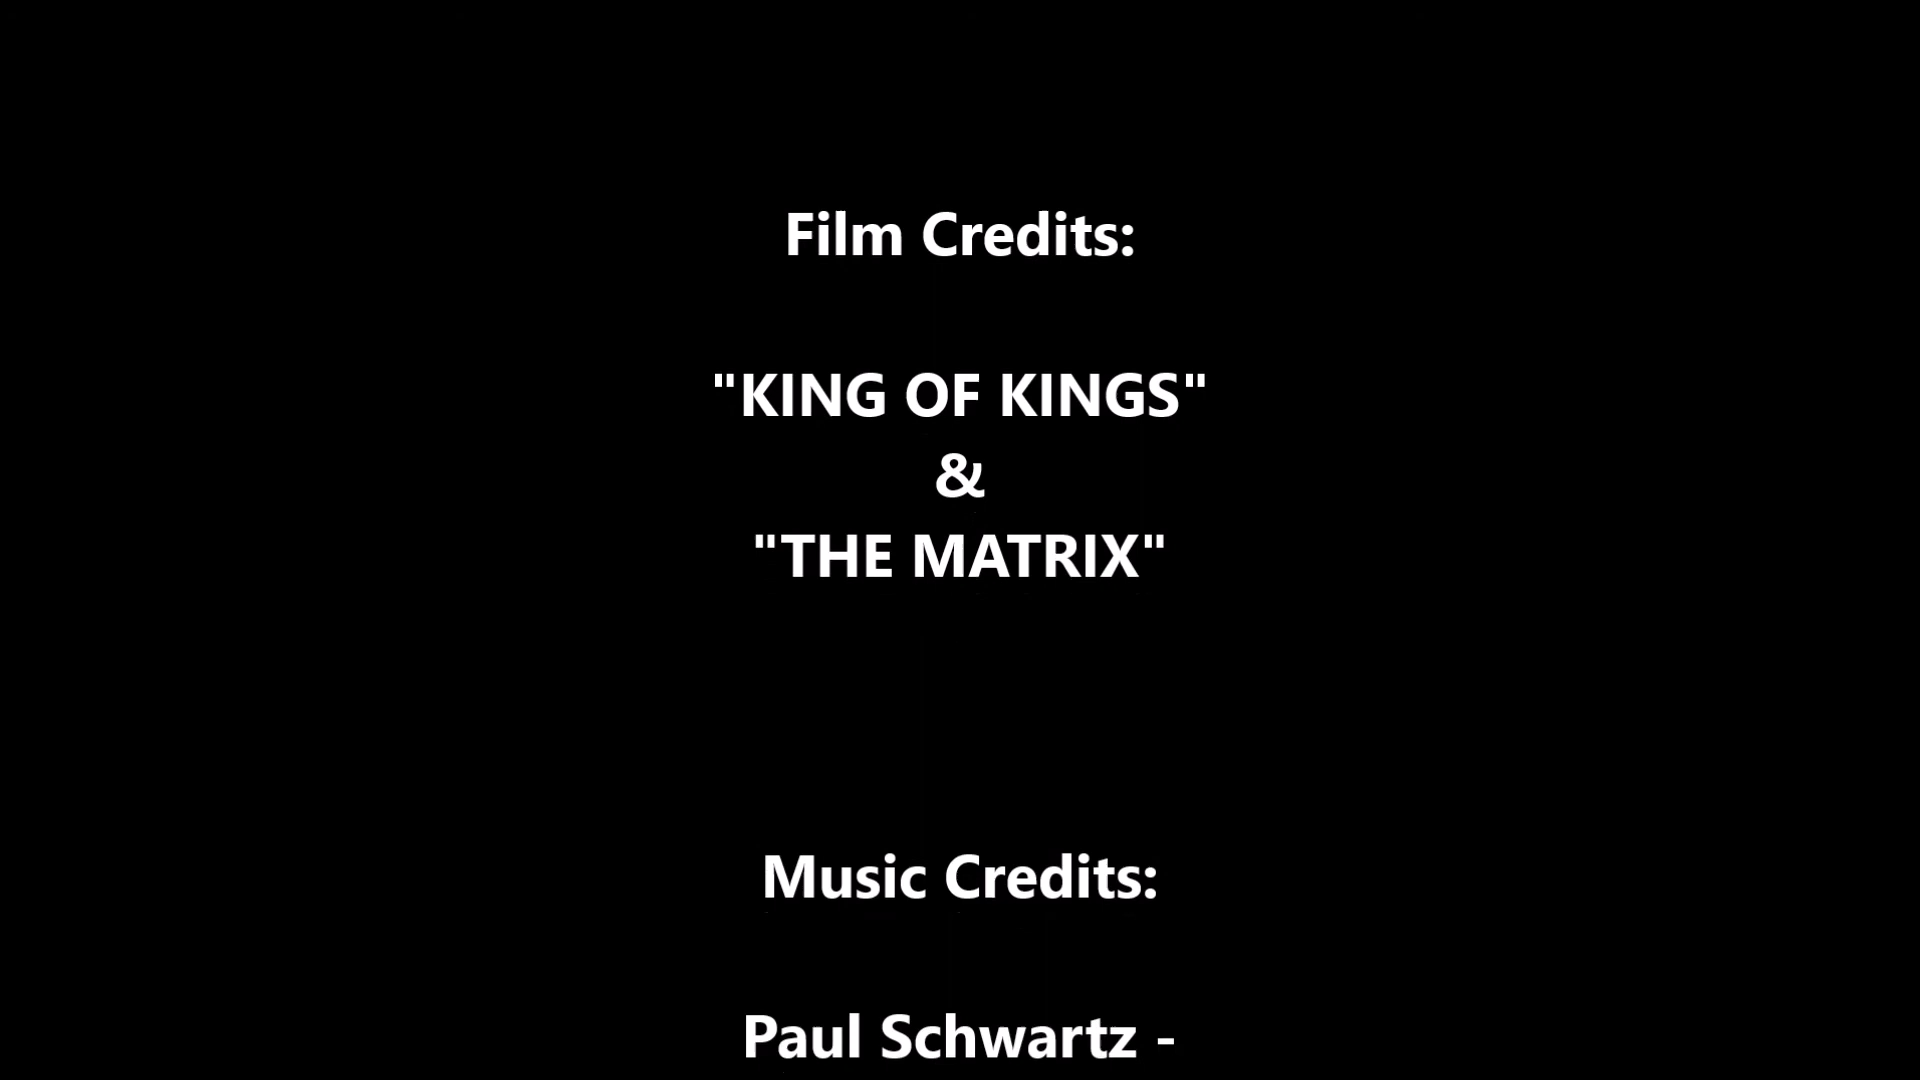 Film Credits:
"KING OF KINGS"
&
"THE MATRIX"
Music Credits:
Paul Schwartz -